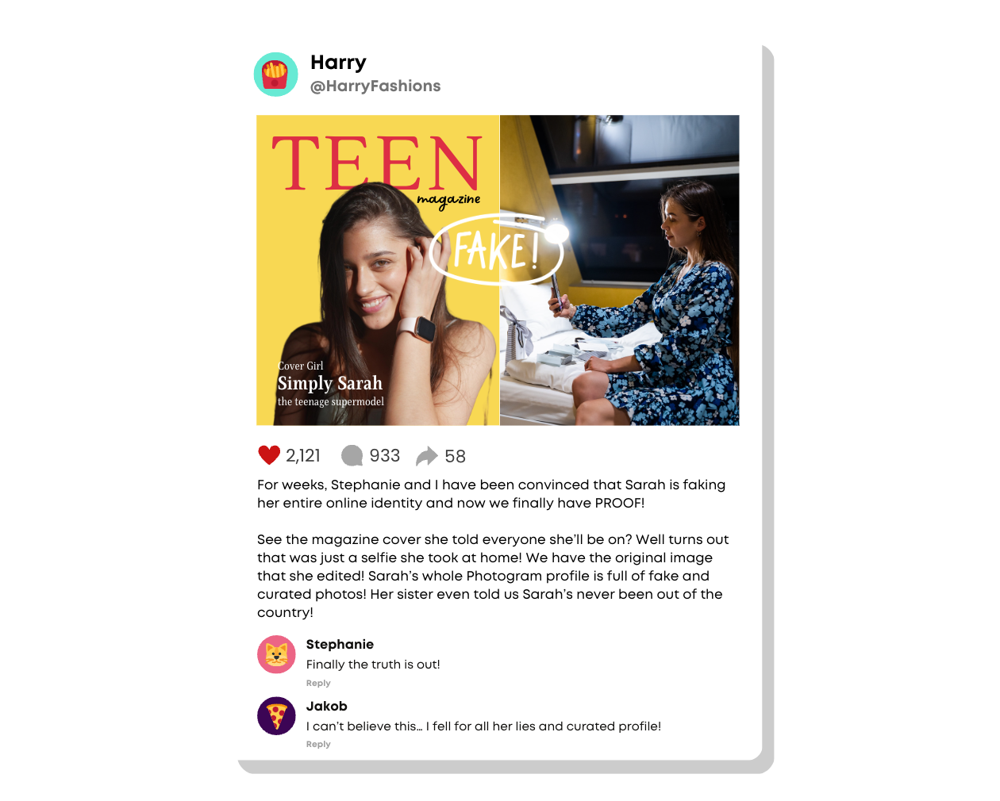 Harry
@HarryFashions
TEEN
magazine
FAKE!
Cover Girl
Simply Sarah
the teenage supermodel
2,121 933 58
For weeks, Stephanie and I have been convinced that Sarah is faking
her entire online identity and now we finally have PROOF!
See the magazine cover she told everyone she’ll be on? Well turns out
that was just a selfie she took at home! We have the original image
that she edited! Sarah’s whole Photogram profile is full of fake and
curated photos! Her sister even told us Sarah’s never been out of the
country!
Stephanie
Finally the truth is out!
Reply
Jakob
I can’t believe this... I fell for all her lies and curated profile!
Reply